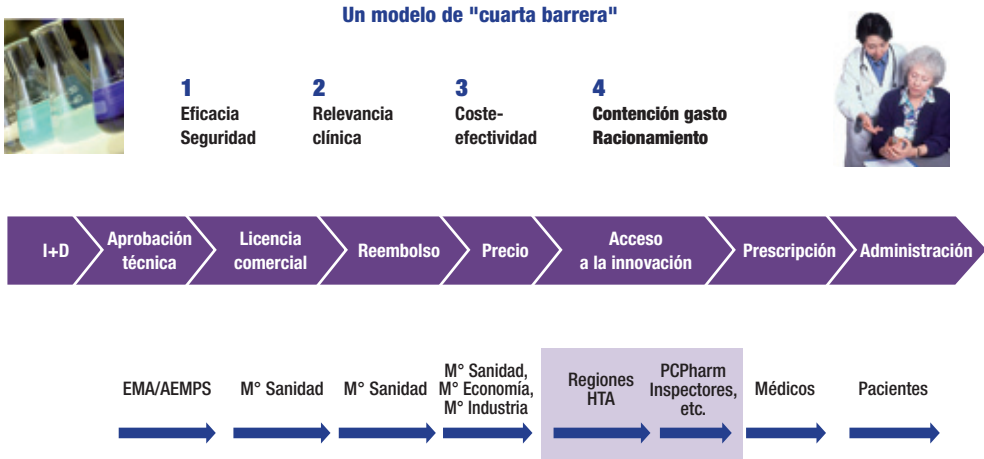 Un modelo de "cuarta barrera"
1
Eficacia
Seguridad
2
Relevancia
clínica
3
Coste-
efectividad
4
Contención gasto
Racionamiento
I+D
Aprobación
técnica
Licencia
comercial
Reembolso
Precio
Acceso
a la innovación
Prescripción
Administración
EMA/AEMPS
M° Sanidad
M° Sanidad
M° Sanidad,
M° Economía,
M° Industria
Regiones
HTA
PCPharm
Inspectores,
etc.
Médicos
Pacientes